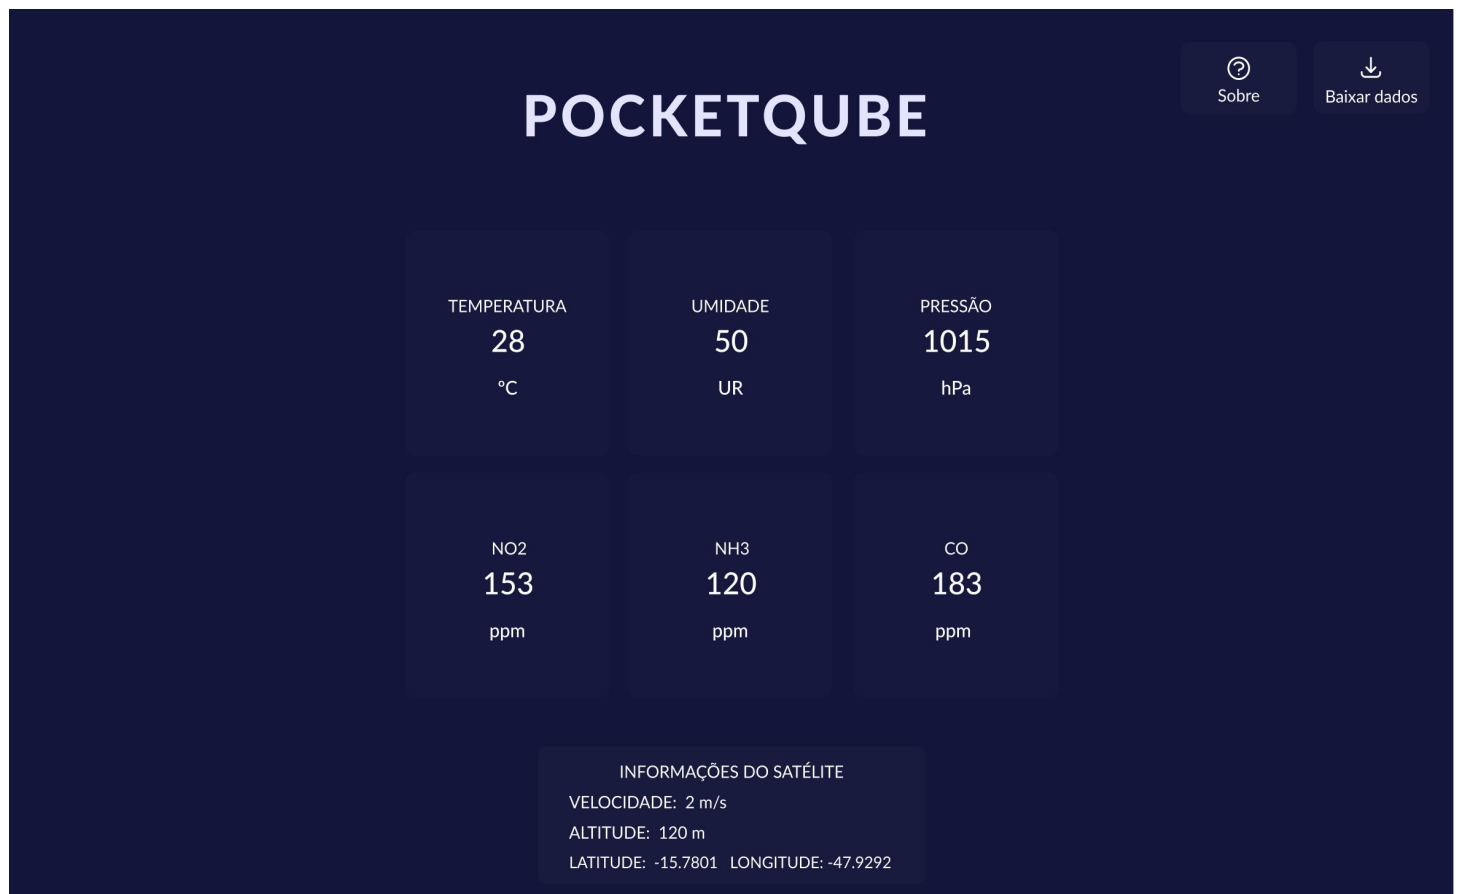 Sobre
Baixar dados
POCKETQUBE
TEMPERATURA
28
ºC
UMIDADE
50
UR
PRESSÃO
1015
hPa
NO2
153
ppm
NH3
120
ppm
CO
183
ppm
INFORMAÇÕES DO SATÉLITE
VELOCIDADE: 2 m/s
ALTITUDE: 120 m
LATITUDE: -15.7801 LONGITUDE: -47.9292